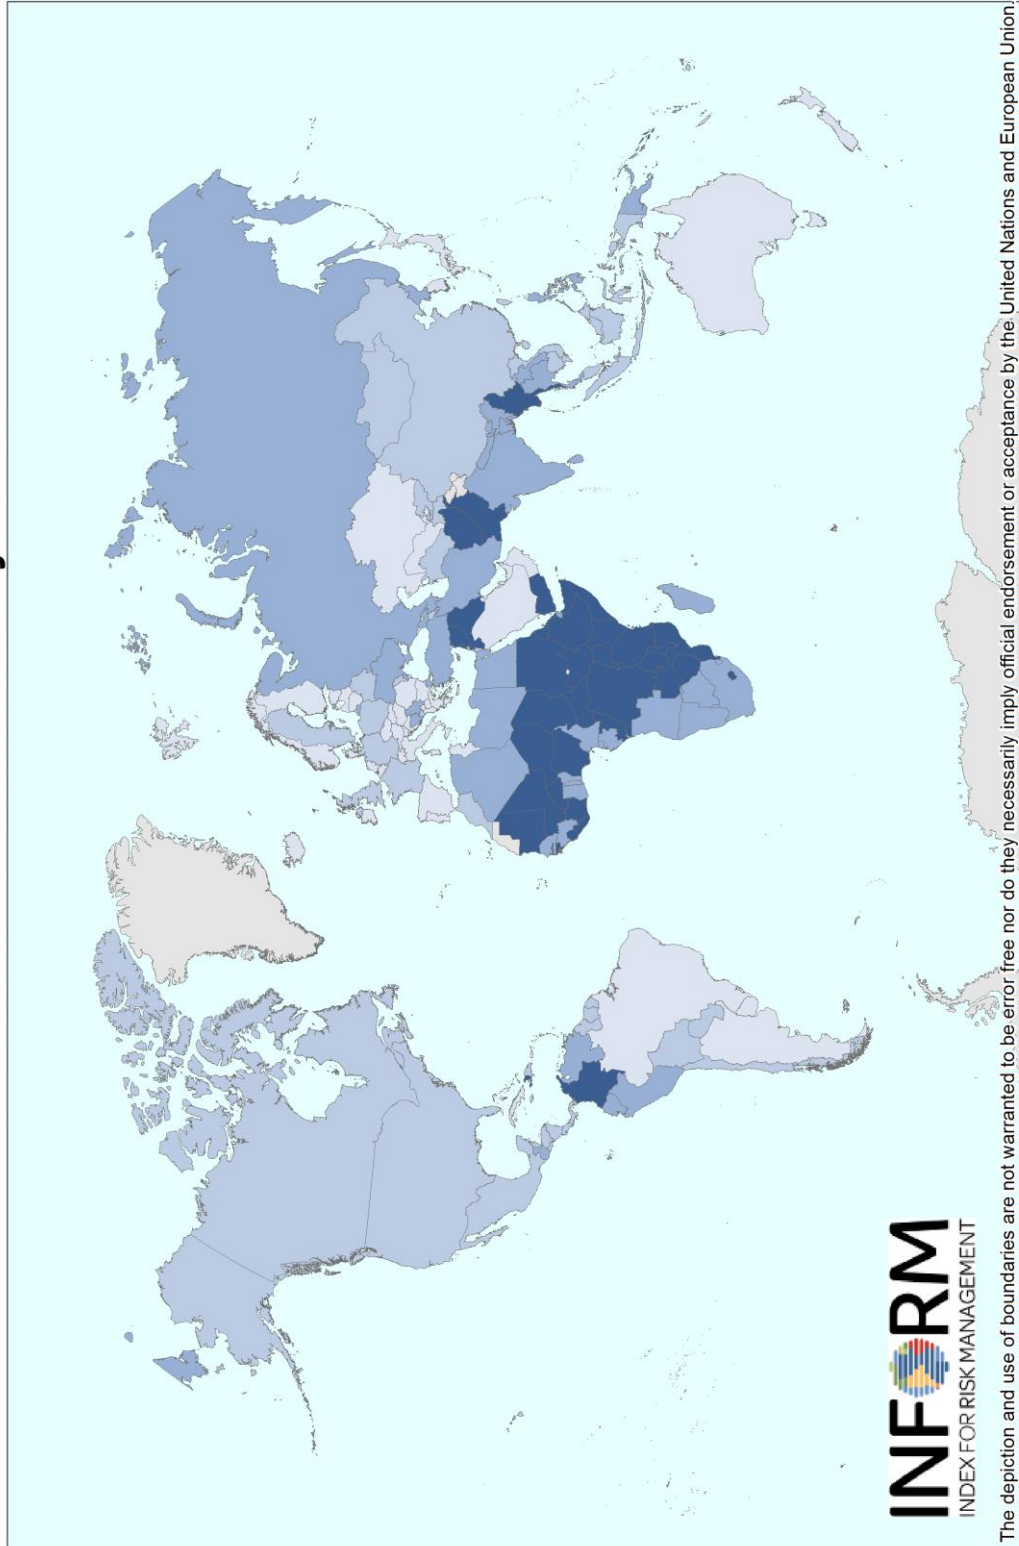 INFORM
INDEX FOR RISK MANAGEMENT
The depiction and use of boundaries are not warranted to be error free nor do they necessarily imply official endorsement or acceptance by the United Nations and European Union.